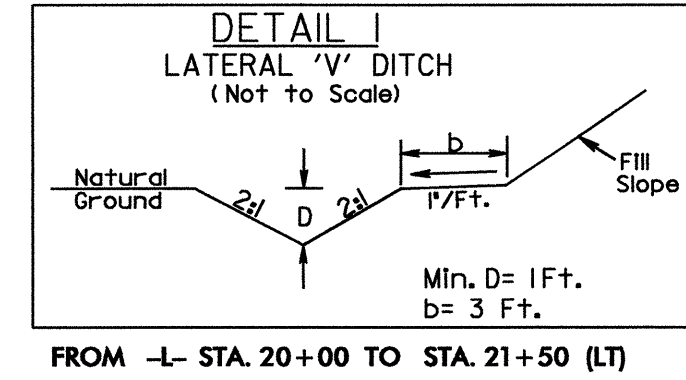 DETAIL 1
LATERAL 'V' DITCH
(Not to Scale)
b
Natural
Ground
2:1
D
2:1
1"/Ft.
Fill
Slope
Min. D= 1Ft.
b= 3 Ft.
FROM -L- STA. 20+00 TO STA. 21+50 (LT)